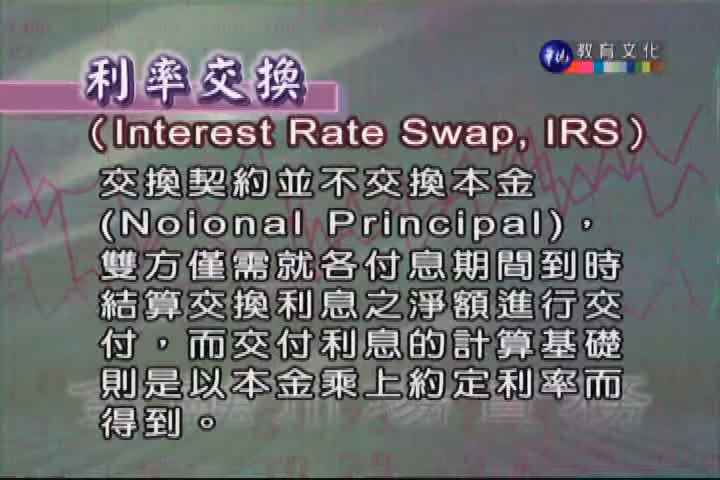 華視 教育文化
利率交換
(Interest Rate Swap, IRS)
交換契約並不交換本金
(Noional Principal)，
雙方僅需就各付息期間到時
結算交換利息之淨額進行交
付，而交付利息的計算基礎
則是以本金乘上約定利率而
得到。